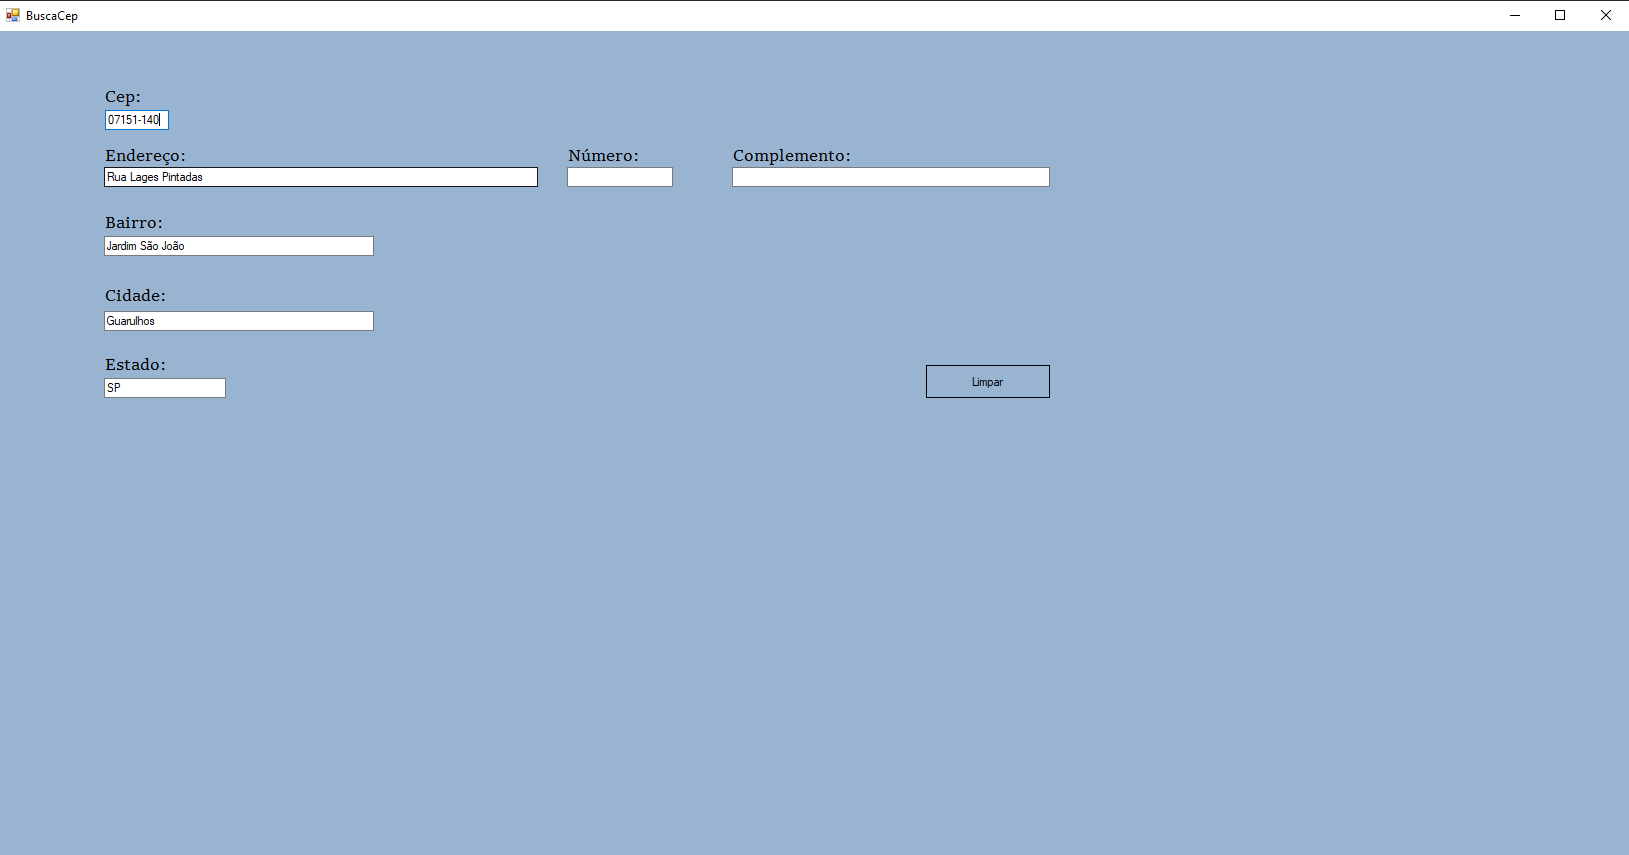 BuscaCep
Cep:
07151-140
Endereço: Número: Complemento:
Rua Lages Pintadas
Bairro:
Jardim São João
Cidade:
Guarulhos
Estado:
SP
Limpar